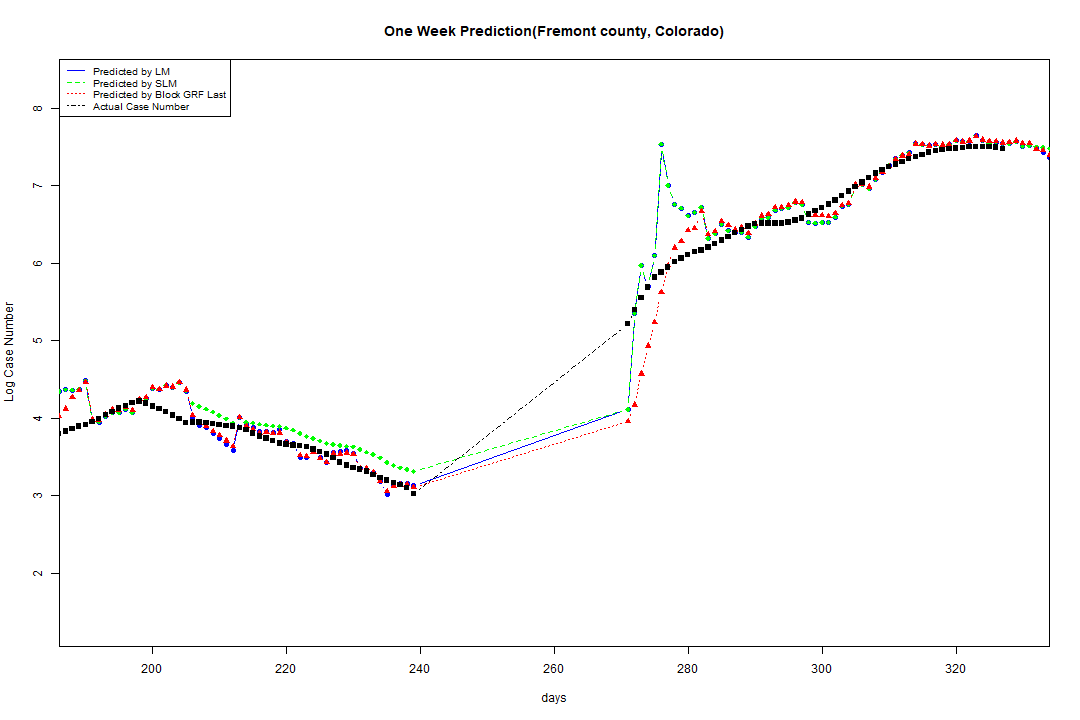 One Week Prediction(Fremont county, Colorado)
Predicted by LM
Predicted by SLM
Predicted by Block GRF Last
Actual Case Number
8
7
6
5
4
3
2
Log Case Number
200 220 240 260 280 300 320
days